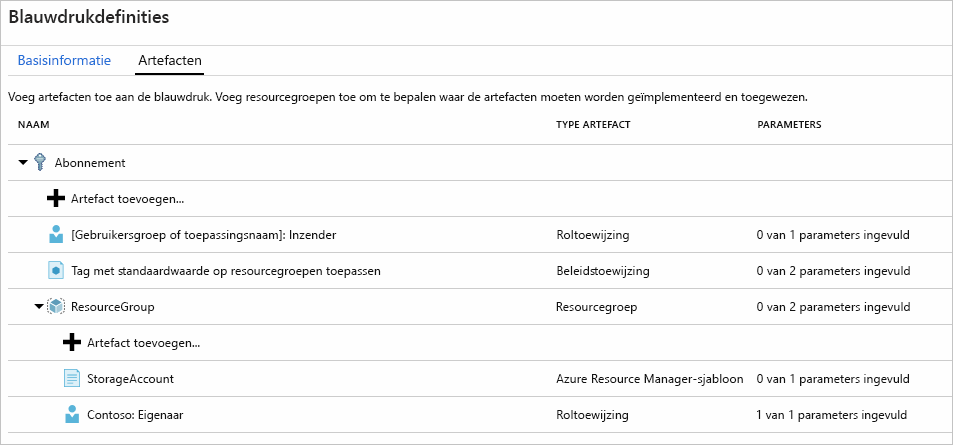 Blauwdrukdefinities
Basisinformatie Artefacten
Voeg artefacten toe aan de blauwdruk. Voeg resourcegroepen toe om te bepalen waar de artefacten moeten worden geïmplementeerd en toegewezen.
NAAM TYPE ARTEFACT PARAMETERS
Abonnement
Artefact toevoegen...
[Gebruikersgroep of toepassingsnaam]: Inzender Roltoewijzing 0 van 1 parameters ingevuld
Tag met standaardwaarde op resourcegroepen toepassen Beleidstoewijzing 0 van 2 parameters ingevuld
ResourceGroup Resourcegroep 0 van 2 parameters ingevuld
Artefact toevoegen...
StorageAccount Azure Resource Manager-sjabloon 0 van 1 parameters ingevuld
Contoso: Eigenaar Roltoewijzing 1 van 1 parameters ingevuld